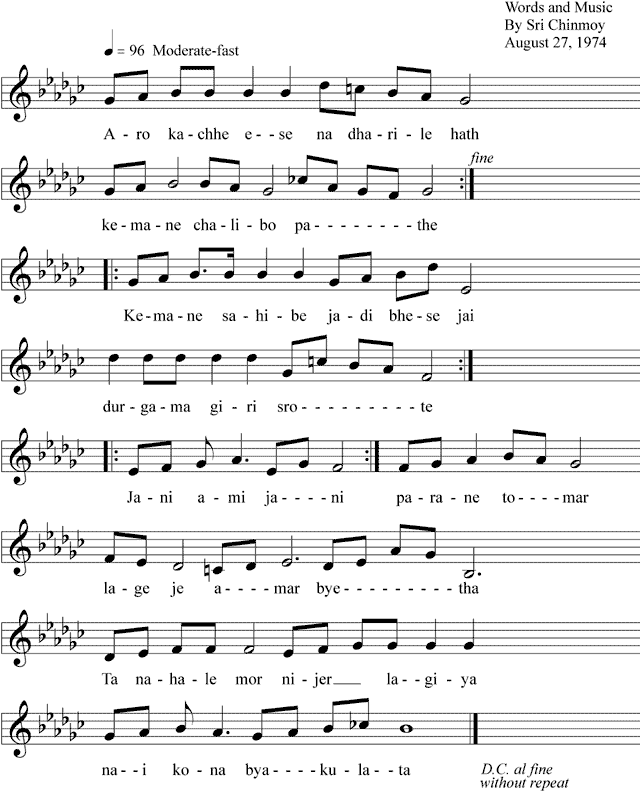 Words and Music
By Sri Chinmoy
August 27, 1974
= 96 Moderate-fast
A - ro ka - chhe e - - se na dha - ri - le hath
fine
ke - ma - ne cha - li - bo pa - - - - - - - - - the
Ke - ma - ne sa - hi - be ja - di bhe - se jai
dur - ga - ma gi - ri sro - - - - - - - - - te
Ja - ni a - mi ja - - - - ni pa - ra - ne to - - - mar
la - ge je a - - - - mar bye - - - - - - - tha
Ta na - ha - le mor ni - jer___ la - gi - ya
na - - i ko - na bya - - - ku - la - ta
D.C. al fine
without repeat